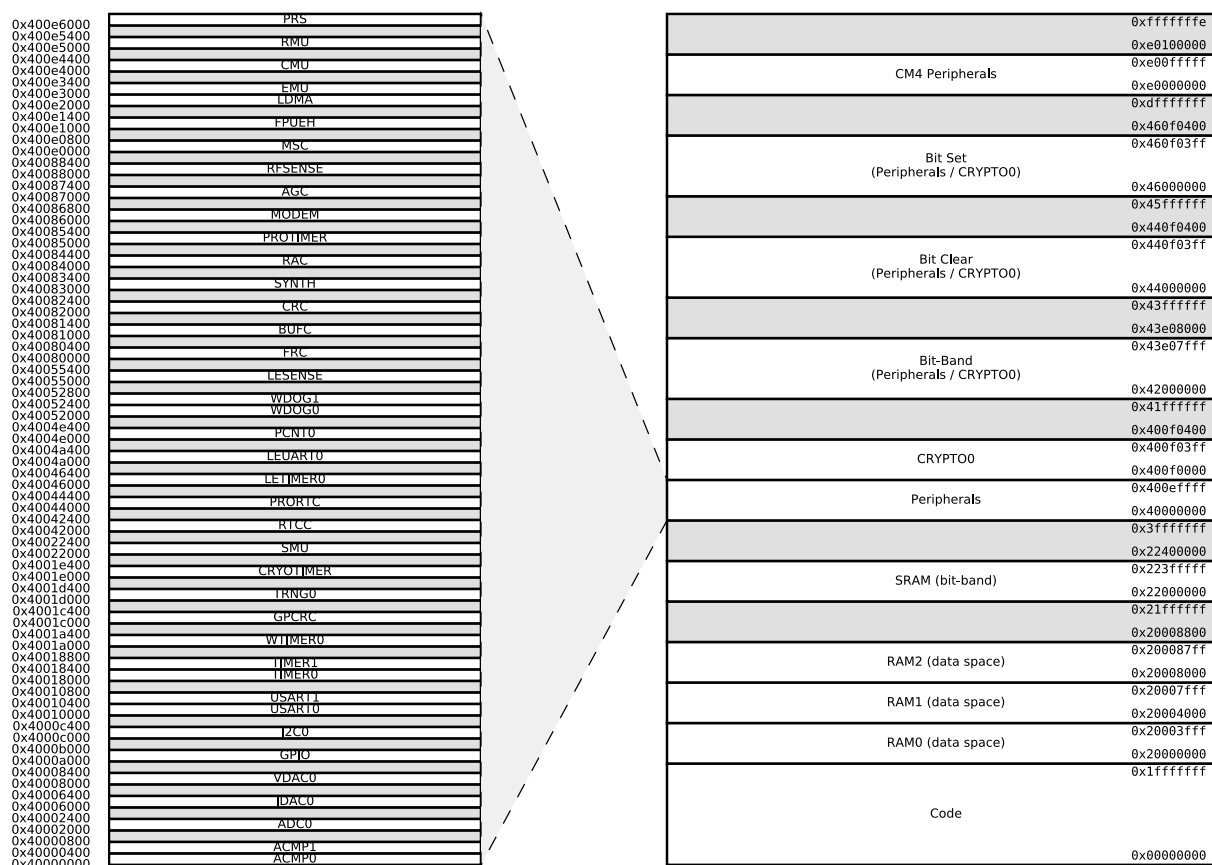 PRS
0x400e6000
0x400e5400
RMU
0x400e5000
0x400e4400
CMU
0x400e4000
0x400e3400
EMU
0x400e3000
LDMA
0x400e2000
0x400e1400
FPUEH
0x400e1000
0x400e0800
MSC
0x400e0000
0x40088400
RFSENSE
0x40088000
0x40087400
AGC
0x40087000
0x40086800
MODEM
0x40086000
0x40085400
PROTIMER
0x40085000
0x40084400
RAC
0x40084000
0x40083400
SYNTH
0x40083000
0x40082400
CRC
0x40082000
0x40081400
BUFC
0x40081000
0x40080400
FRC
0x40080000
0x40055400
LESENSE
0x40055000
0x40052800
WDOG1
0x40052400
WDOG0
0x40052000
0x4004e400
PCNT0
0x4004e000
0x4004a400
LEUART0
0x4004a000
0x40046400
LETIMER0
0x40046000
0x40044400
PRORTC
0x40044000
0x40042400
RTCC
0x40042000
0x40022400
SMU
0x40022000
0x4001e400
CRYOTIMER
0x4001e000
0x4001d400
TRNG0
0x4001d000
0x4001c400
GPCRC
0x4001c000
0x4001a400
WTIMER0
0x4001a000
0x40018800
TIMER1
0x40018400
TIMER0
0x40018000
0x40010800
USART1
0x40010400
USART0
0x40010000
0x4000c400
I2C0
0x4000c000
0x4000b000
GPIO
0x4000a000
0x40008400
VDAC0
0x40008000
0x40006400
IDAC0
0x40006000
0x40002400
ADC0
0x40002000
0x40000800
ACMP1
0x40000400
ACMP0
0x40000000
0xfffffffe
0xe0100000
0xe00fffff
CM4 Peripherals
0xe0000000
0xdfffffff
0x460f0400
0x460f03ff
Bit Set
(Peripherals / CRYPTO0)
0x46000000
0x45ffffff
0x440f0400
0x440f03ff
Bit Clear
(Peripherals / CRYPTO0)
0x44000000
0x43ffffff
0x43e08000
0x43e07fff
Bit-Band
(Peripherals / CRYPTO0)
0x42000000
0x41ffffff
0x400f0400
0x400f03ff
CRYPTO0
0x400f0000
0x400effff
Peripherals
0x40000000
0x3fffffff
0x22400000
0x223fffff
SRAM (bit-band)
0x22000000
0x21ffffff
0x20008800
0x200087ff
RAM2 (data space)
0x20008000
0x20007fff
RAM1 (data space)
0x20004000
0x20003fff
RAM0 (data space)
0x20000000
0x1fffffff
Code
0x00000000